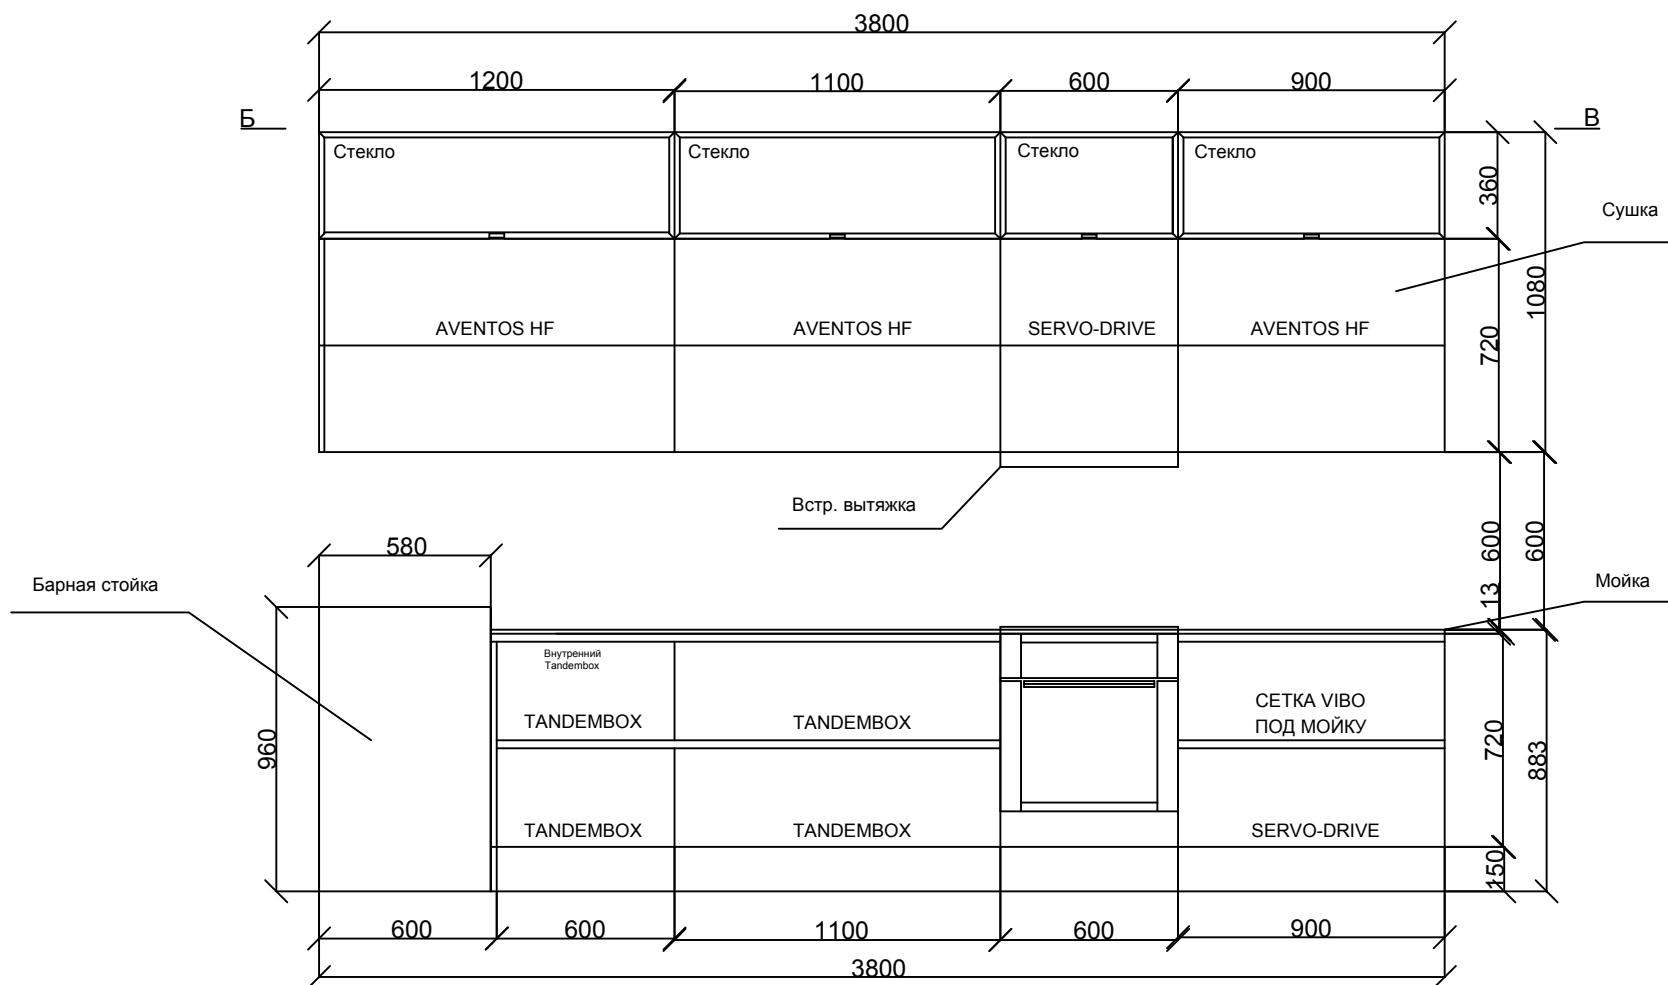 3800
1200
1100
600
900
Б
В
Стекло
Стекло
Стекло
Стекло
360
Сушка
1080
AVENTOS HF
AVENTOS HF
SERVO-DRIVE
AVENTOS HF
720
Встр. вытяжка
580
600
600
Барная стойка
13
Мойка
Внутренний
Tandembox
TANDEMBOX
TANDEMBOX
СЕТКА VIBO
ПОД МОЙКУ
960
720
883
TANDEMBOX
TANDEMBOX
SERVO-DRIVE
150
600
600
1100
600
900
3800